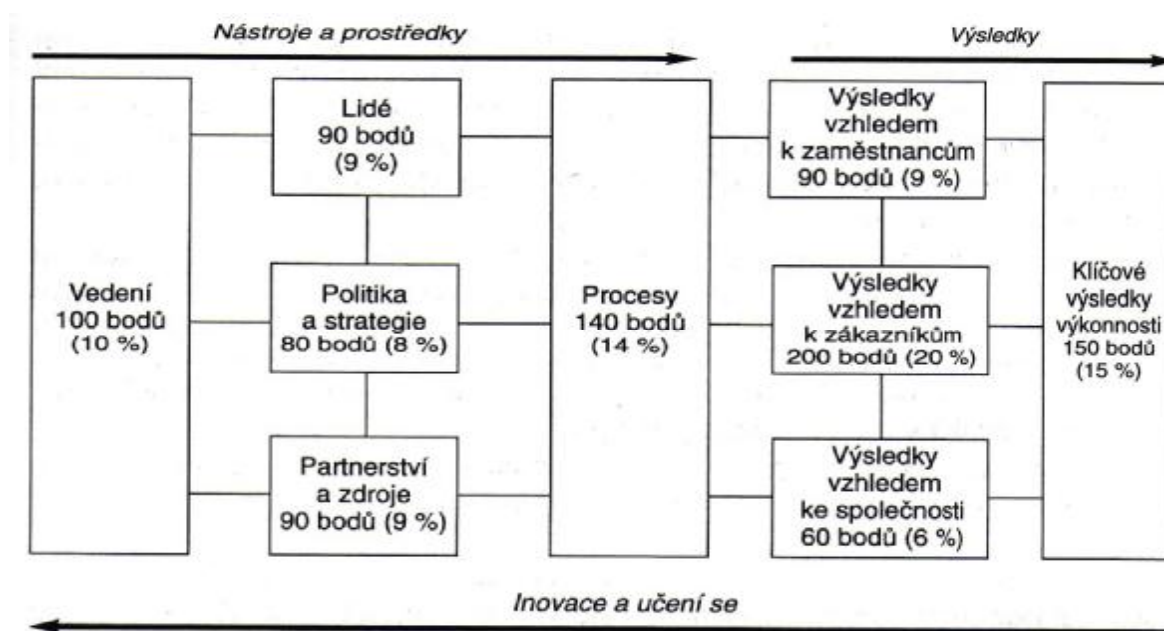 Nástroje a prostředky
Výsledky
Vedení
100 bodů
(10 %)
Lidé
90 bodů
(9 %)
Politika
a strategie
80 bodů (8 %)
Partnerství
a zdroje
90 bodů (9 %)
Procesy
140 bodů
(14 %)
Výsledky
vzhledem
k zaměstnancům
90 bodů (9 %)
Výsledky
vzhledem
k zákazníkům
200 bodů (20 %)
Výsledky
vzhledem
ke společnosti
60 bodů (6 %)
Klíčové
výsledky
výkonnosti
150 bodů
(15 %)
Inovace a učení se